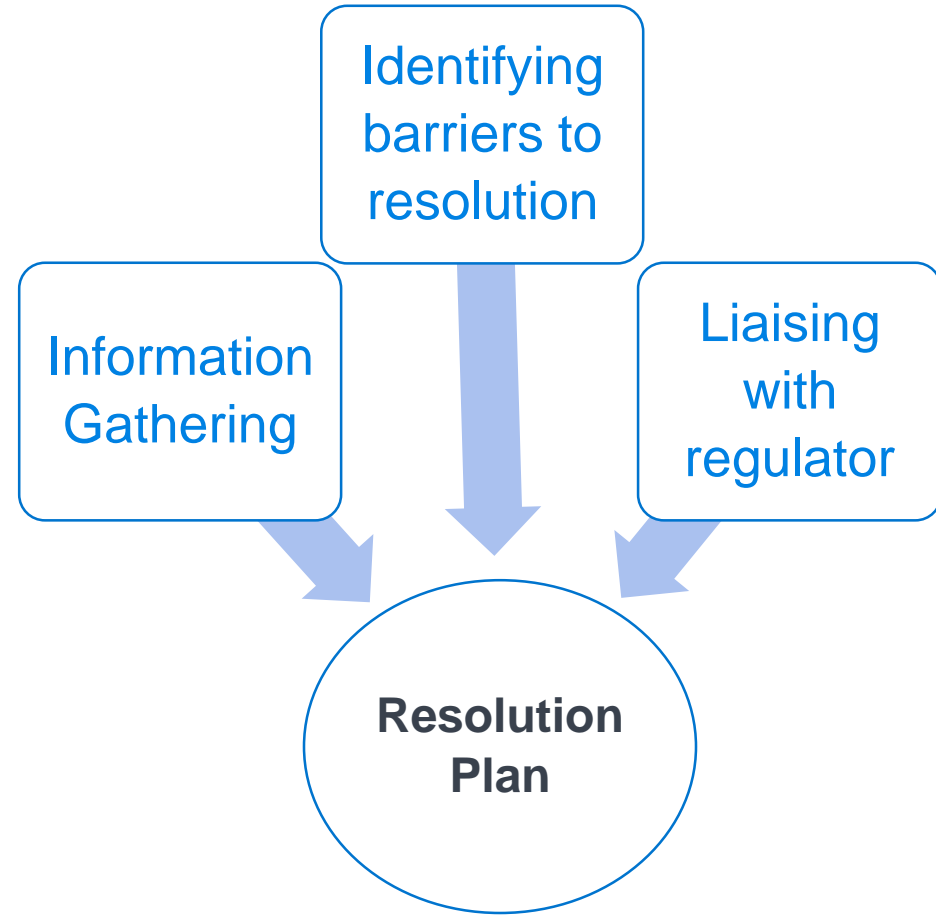 Identifying
barriers to
resolution
Information
Gathering
Liaising
with
regulator
Resolution
Plan